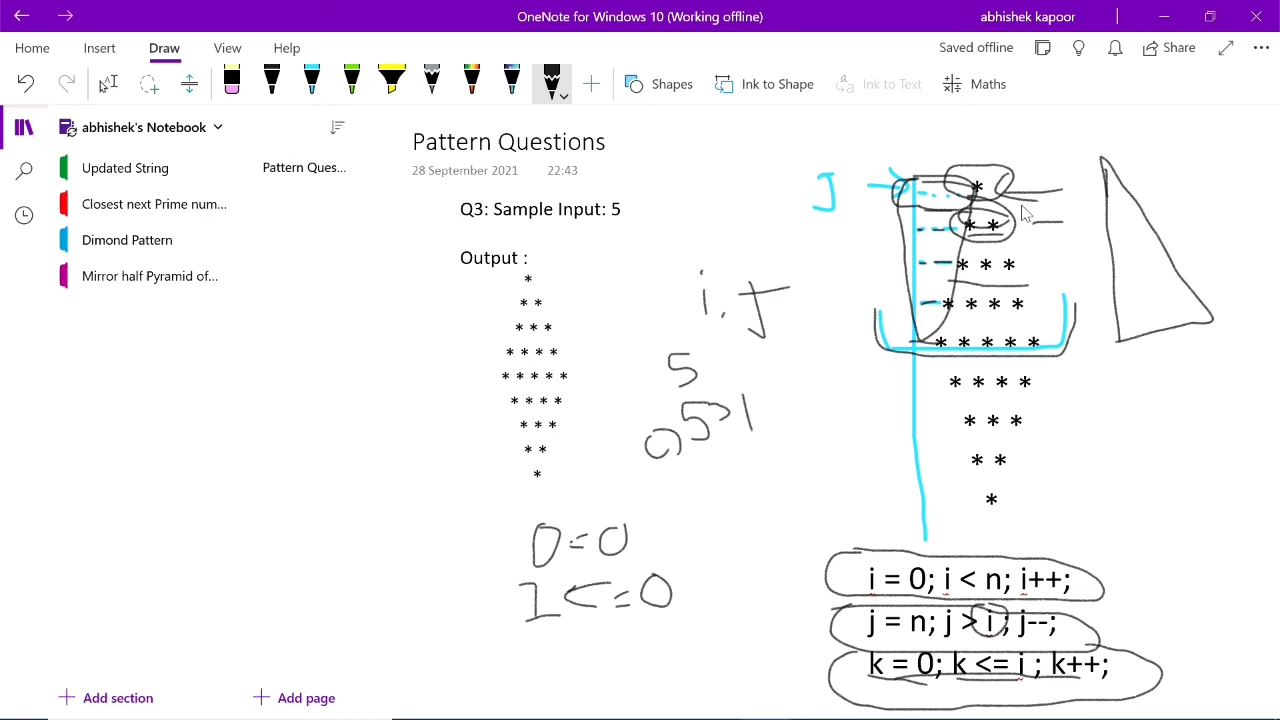 OneNote for Windows 10 (Working offline)
abhishek kapoor
Home Insert Draw View Help
Saved offline
Share
Shapes
Ink to Shape
Ink to Text
Maths
abhishek's Notebook
Updated String
Closest next Prime num...
Dimond Pattern
Mirror half Pyramid of...
Pattern Ques...
Add section
Add page
Pattern Questions
28 September 2021 22:43
Q3: Sample Input: 5
Output :
*
* *
* * *
* * * *
* * * * *
* * * *
* * *
* *
*
i, J
5
0 5 > 1
0 = 0
1 <= 0
J
*
* *
* * *
* * * *
* * * * *
* * * *
* * *
* *
*
i = 0; i < n; i++;
j = n; j > i ; j--;
k = 0; k <= i ; k++;